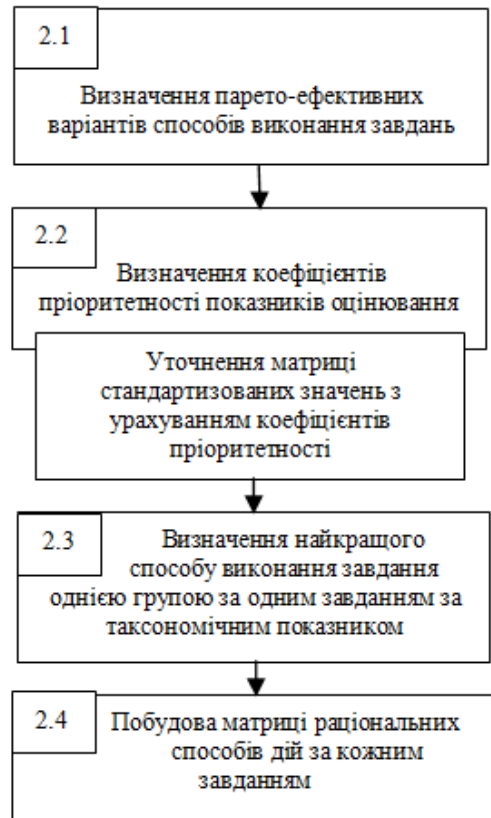 2.1
Визначення парето-ефективних
варіантів способів виконання завдань
2.2
Визначення коефіцієнтів
пріоритетності показників оцінювання
Уточнення матриці
стандартизованих значень з
урахуванням коефіцієнтів
пріоритетності
2.3
Визначення найкращого
способу виконання завдання
однією групою за одним завданням за
таксономічним показником
2.4
Побудова матриці раціональних
способів дій за кожним
завданням